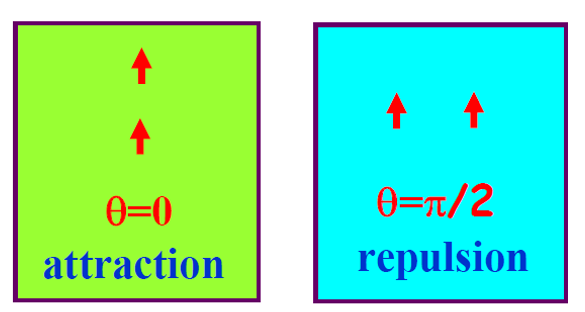 θ=0
attraction
θ=π/2
repulsion